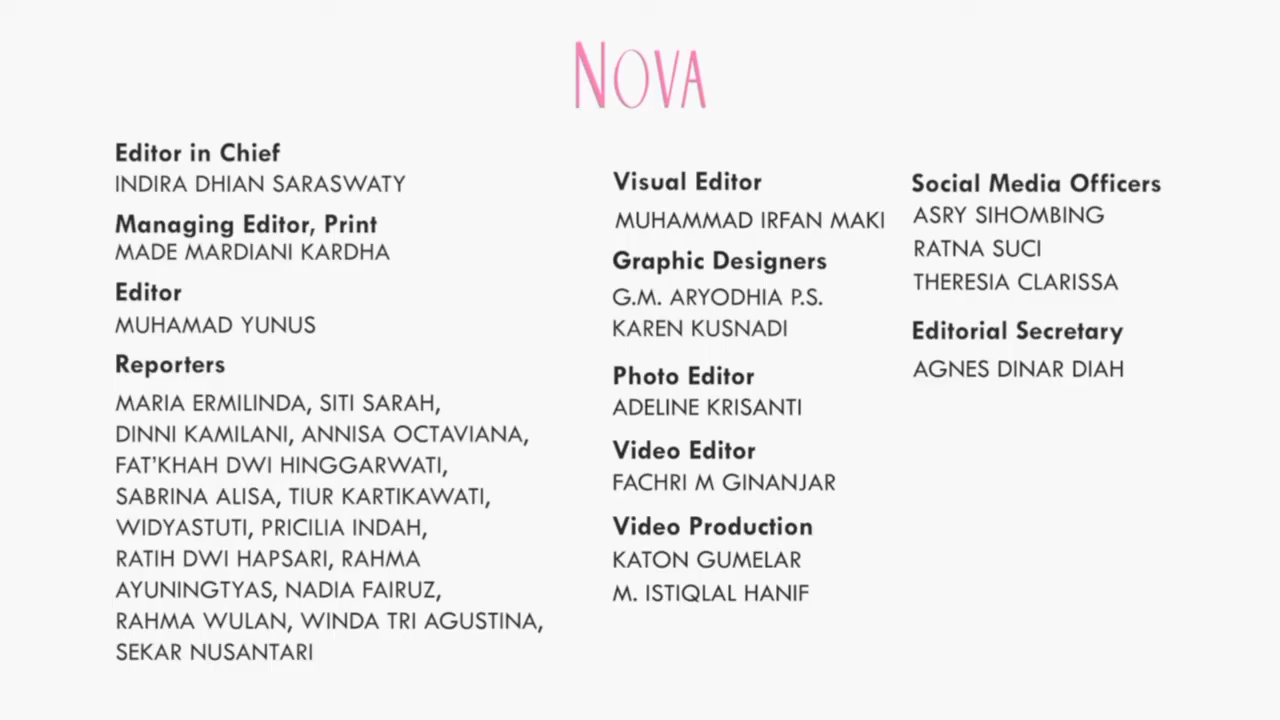 NOVA
Editor in Chief
INDIRA DHIAN SARASWATY
Managing Editor, Print
MADE MARDIANI KARDHA
Editor
MUHAMAD YUNUS
Reporters
MARIA ERMILINDA, SITI SARAH,
DINNI KAMILANI, ANNISA OCTAVIANA,
FAT'KHAH DWI HINGGARWATI,
SABRINA ALISA, TIUR KARTIKAWATI,
WIDYASTUTI, PRICILIA INDAH,
RATIH DWI HAPSARI, RAHMA
AYUNINGTYAS, NADIA FAIRUZ,
RAHMA WULAN, WINDA TRI AGUSTINA,
SEKAR NUSANTARI
Visual Editor
MUHAMMAD IRFAN MAKI
Graphic Designers
G.M. ARYODHIA P.S.
KAREN KUSNADI
Photo Editor
ADELINE KRISANTI
Video Editor
FACHRI M GINANJAR
Video Production
KATON GUMELAR
M. ISTIQLAL HANIF
Social Media Officers
ASRY SIHOMBING
RATNA SUCI
THERESIA CLARISSA
Editorial Secretary
AGNES DINAR DIAH